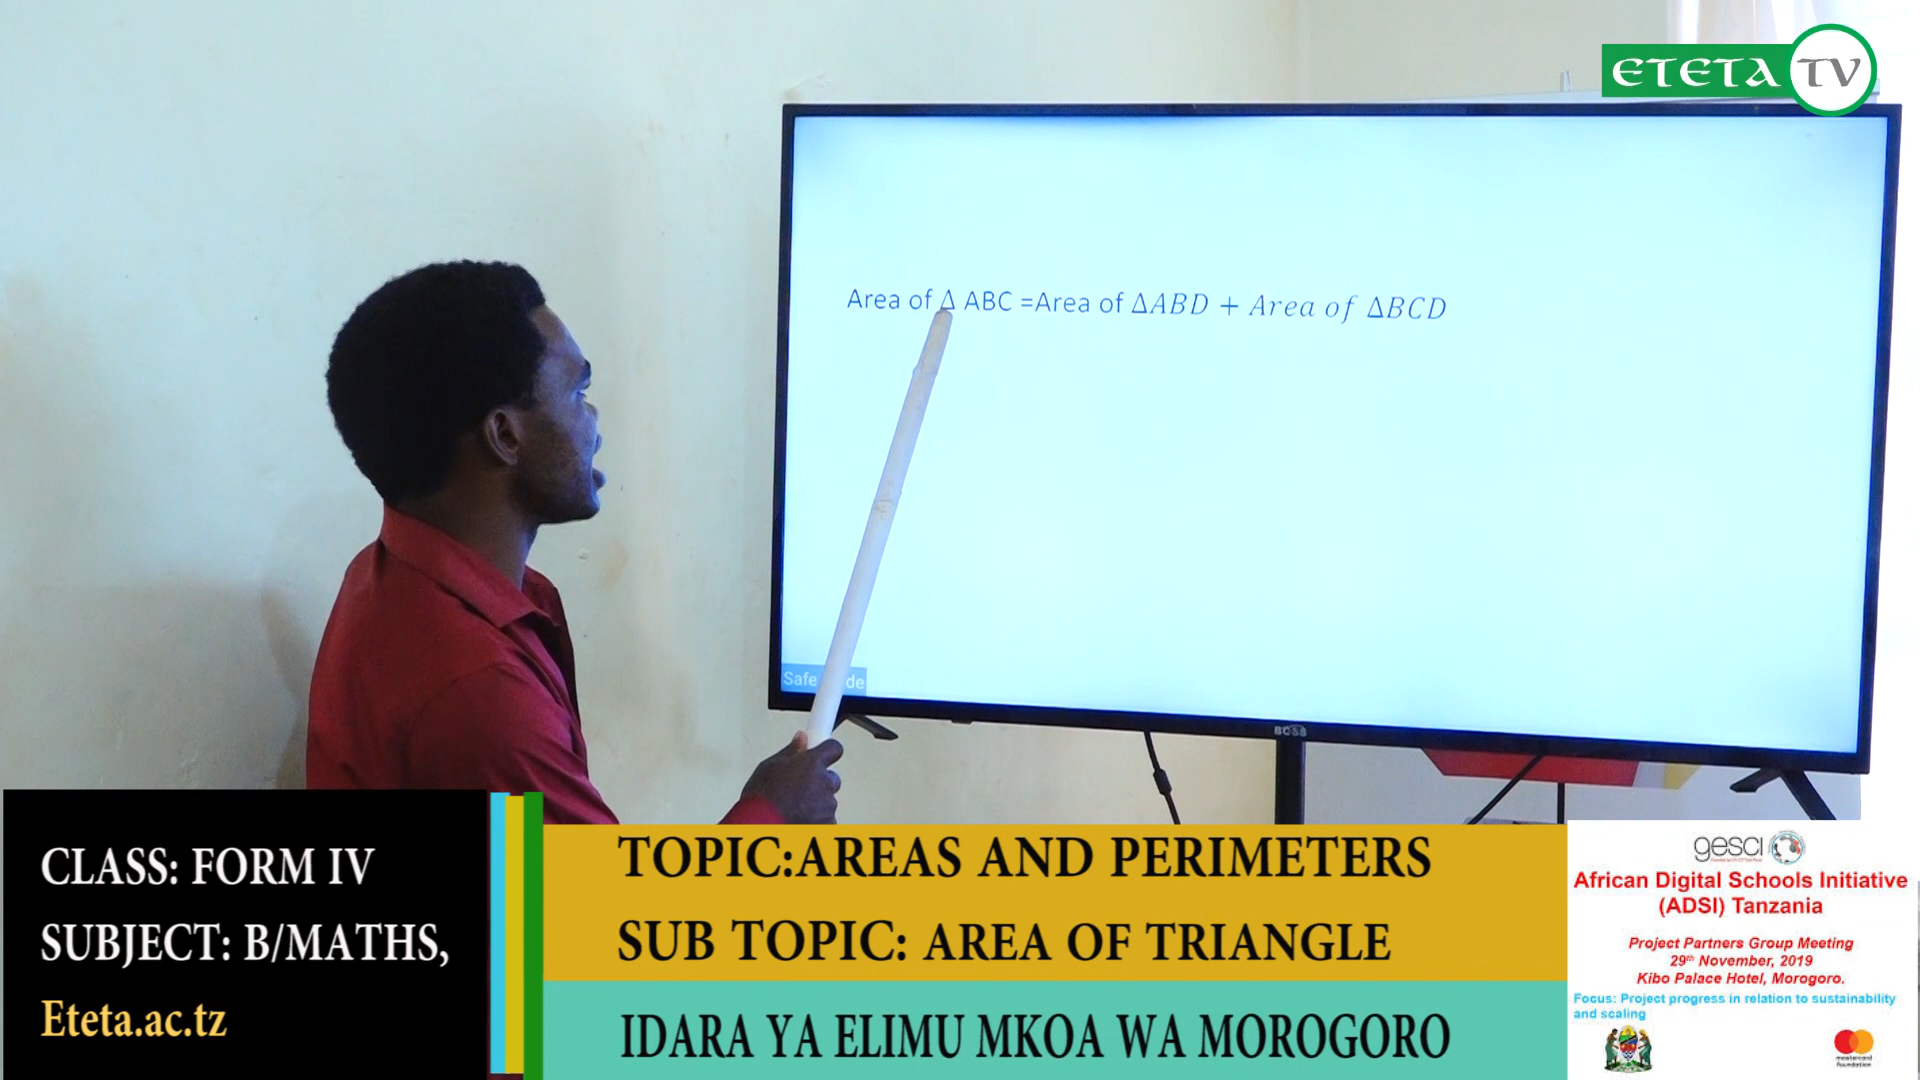 ETETA TV
Area of Δ ABC =Area of ΔABD + Area of ΔBCD
BOSS
CLASS: FORM IV
SUBJECT: B/MATHS,
Eteta.ac.tz
TOPIC:AREAS AND PERIMETERS
SUB TOPIC: AREA OF TRIANGLE
IDARA YA ELIMU MKOA WA MOROGORO
gesci
African Digital Schools Initiative
(ADSI) Tanzania
Project Partners Group Meeting
29th November, 2019
Kibo Palace Hotel, Morogoro.
Focus: Project progress in relation to sustainability
and scaling
mastercard
foundation